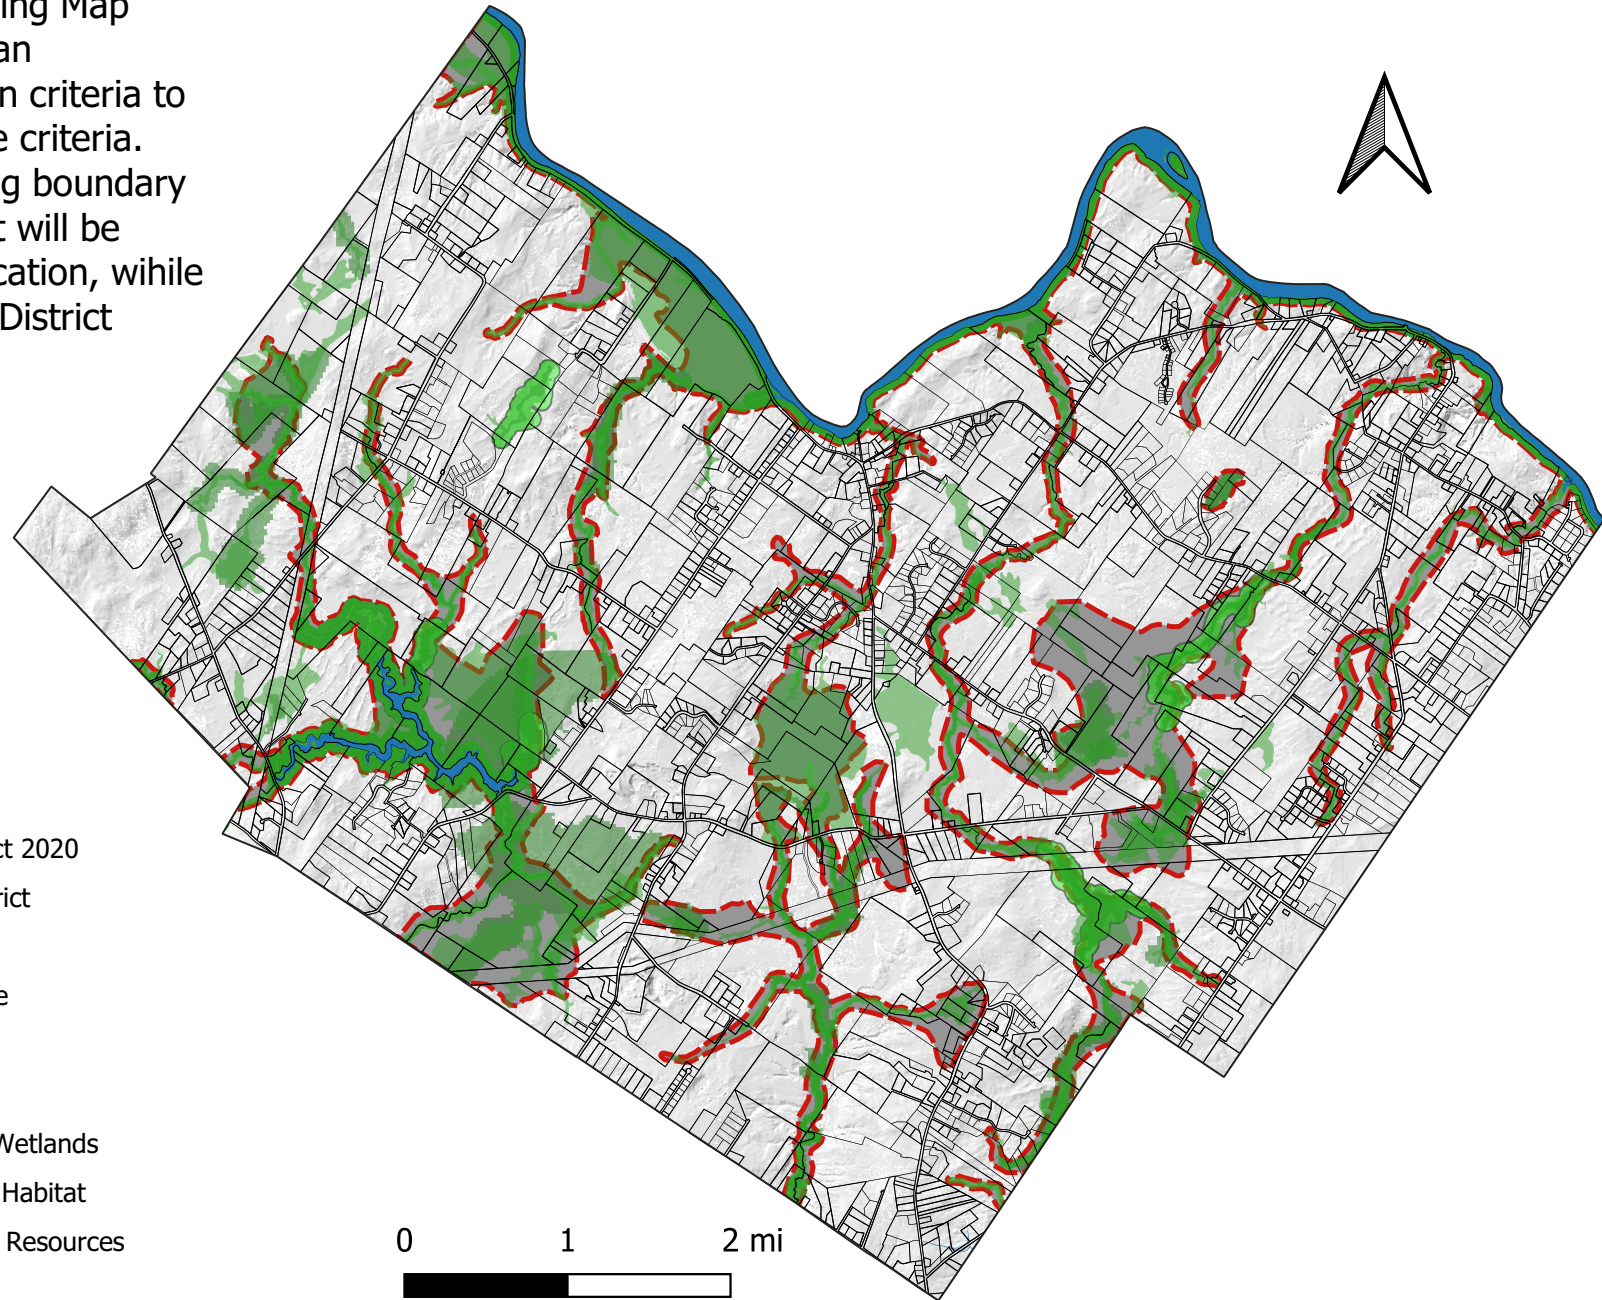 ing Map
an
n criteria to
e criteria.
g boundary
t will be
cation, wihile
District
ct 2020
rict
e
Wetlands
Habitat
Resources
0 1 2 mi